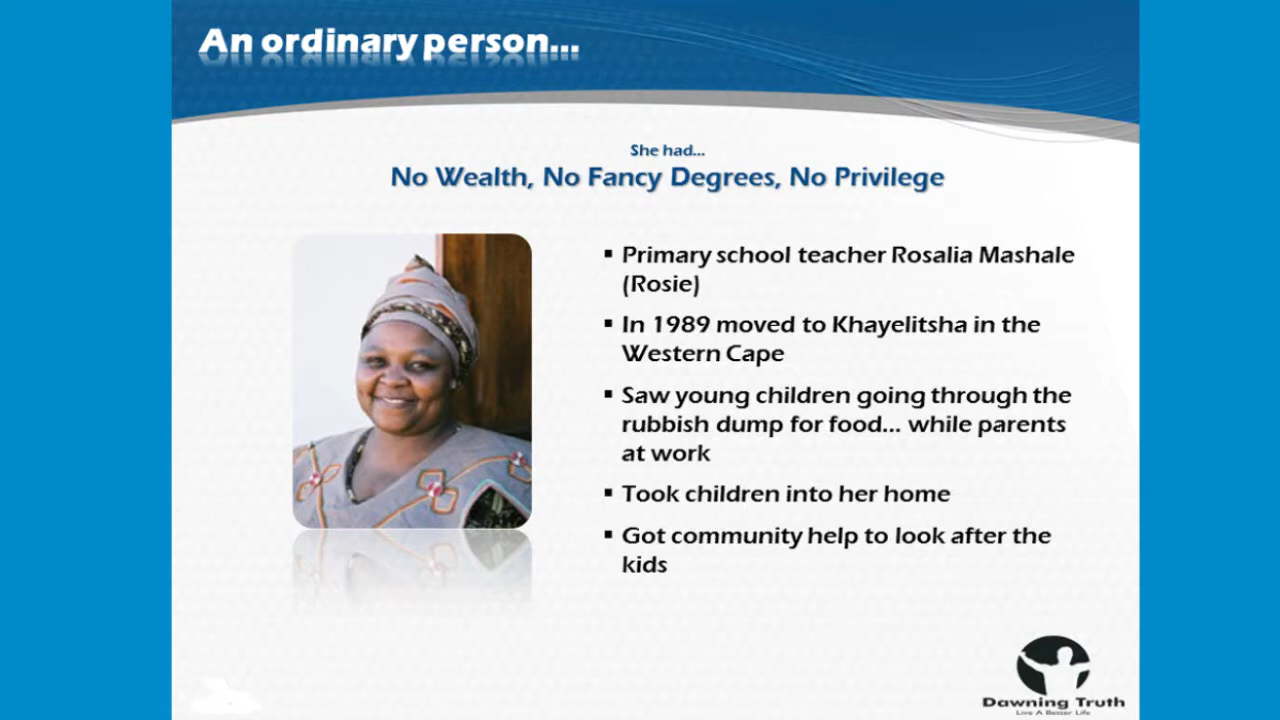 An ordinary person...
She had...
No Wealth, No Fancy Degrees, No Privilege
▪ Primary school teacher Rosalia Mashale
(Rosie)
▪ In 1989 moved to Khayelitsha in the
Western Cape
▪ Saw young children going through the
rubbish dump for food... while parents
at work
▪ Took children into her home
▪ Got community help to look after the
kids
Dawning Truth
Live A Better Life